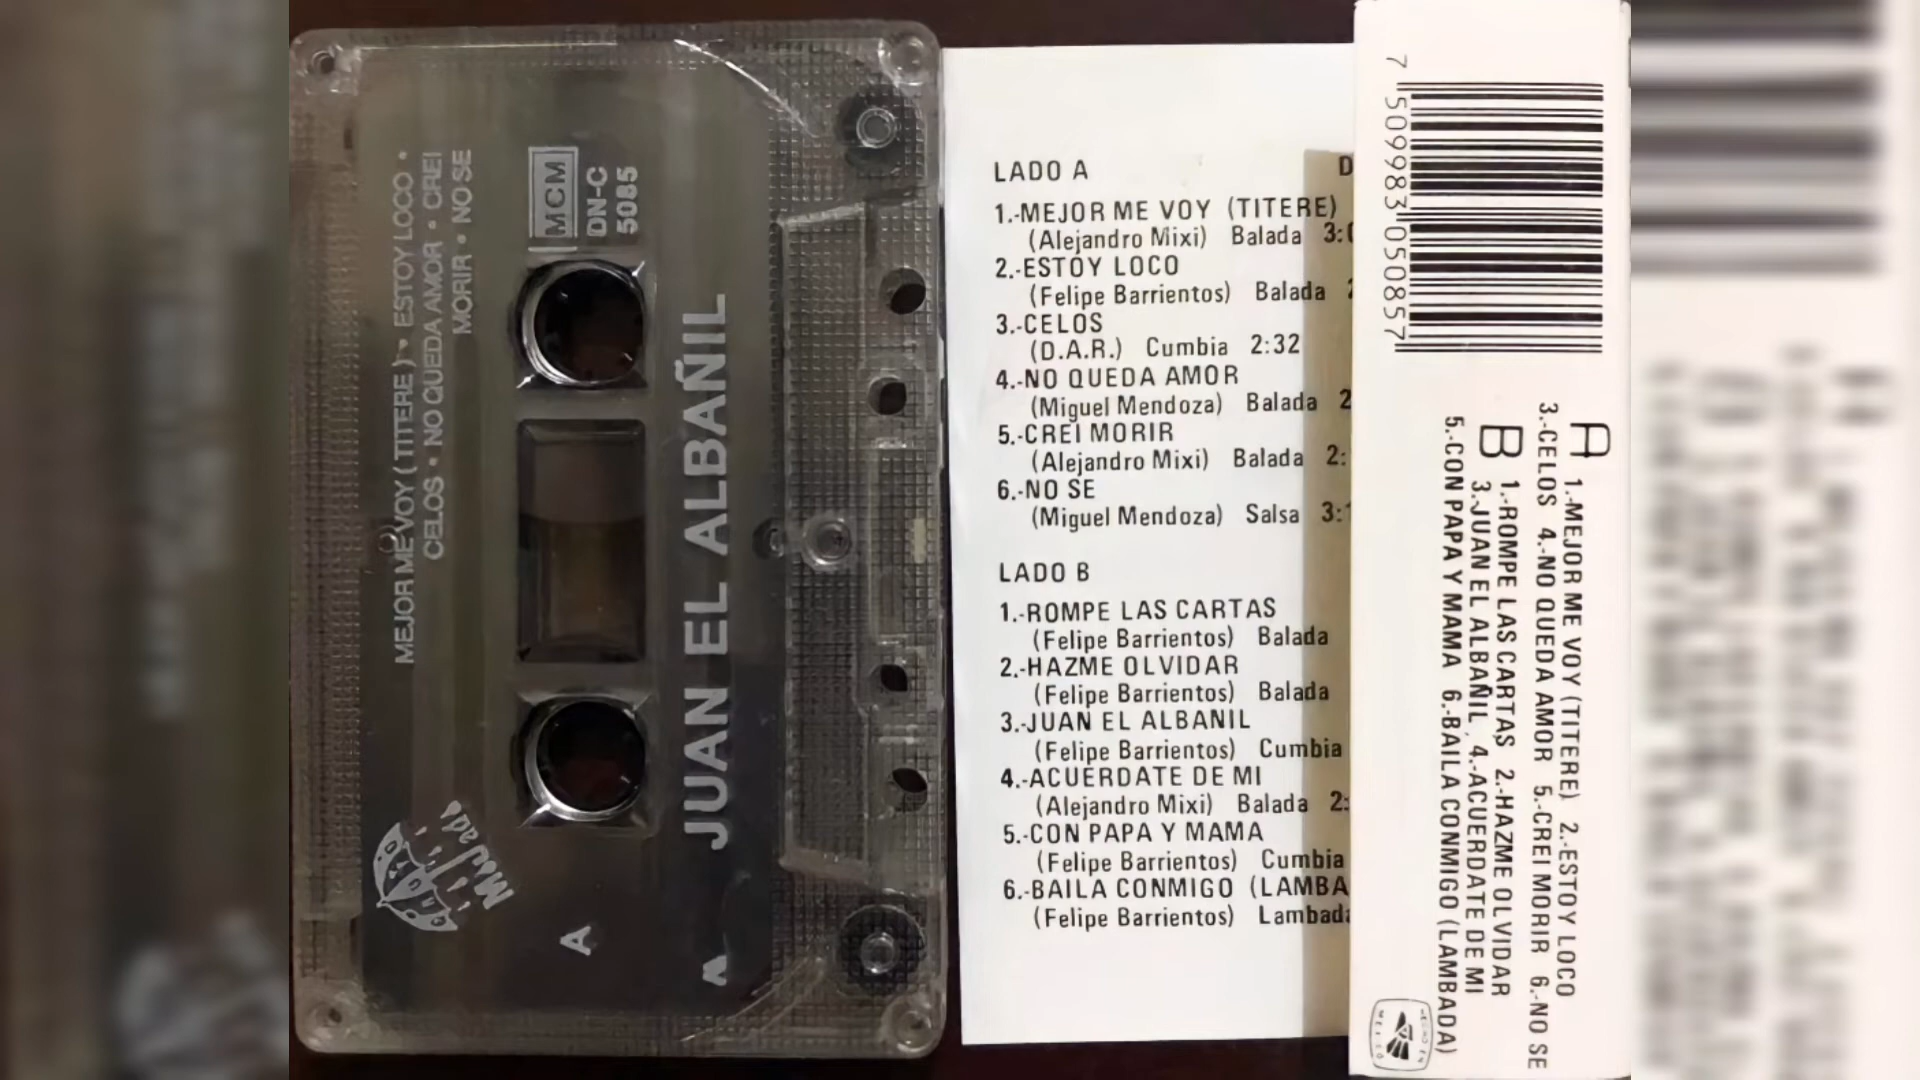 MEJOR ME VOY ( TITERE ) • ESTOY LOCO •
CELOS • NO QUEDA AMOR • CREI
MORIR • NO SE
MCM
DN-C
5085
JUAN EL ALBAÑIL
A
LADO A
1.-MEJOR ME VOY (TITERE)
(Alejandro Mixi) Balada
2.-ESTOY LOCO
(Felipe Barrientos) Balada
3.-CELOS
(D.A.R.) Cumbia 2:32
4.-NO QUEDA AMOR
(Miguel Mendoza) Balada
5.-CREI MORIR
(Alejandro Mixi) Balada
6.-NO SE
(Miguel Mendoza) Salsa
LADO B
1.-ROMPE LAS CARTAS
(Felipe Barrientos) Balada
2.-HAZME OLVIDAR
(Felipe Barrientos) Balada
3.-JUAN EL ALBANIL
(Felipe Barrientos) Cumbia
4.-ACUERDATE DE MI
(Alejandro Mixi) Balada
5.-CON PAPA Y MAMA
(Felipe Barrientos) Cumbia
6.-BAILA CONMIGO (LAMBA
(Felipe Barrientos) Lambada
7 509983 050857
A 1.-MEJOR ME VOY (TITERE) 2.-ESTOY LOCO
3.-CELOS 4.-NO QUEDA AMOR 5.-CREI MORIR 6.-NO SE
B 1.-ROMPE LAS CARTAS 2.-HAZME OLVIDAR
3.-JUAN EL ALBAÑIL 4.-ACUERDATE DE MI
5.-CON PAPA Y MAMA 6.-BAILA CONMIGO (LAMBADA)
HECHO EN
MEXICO